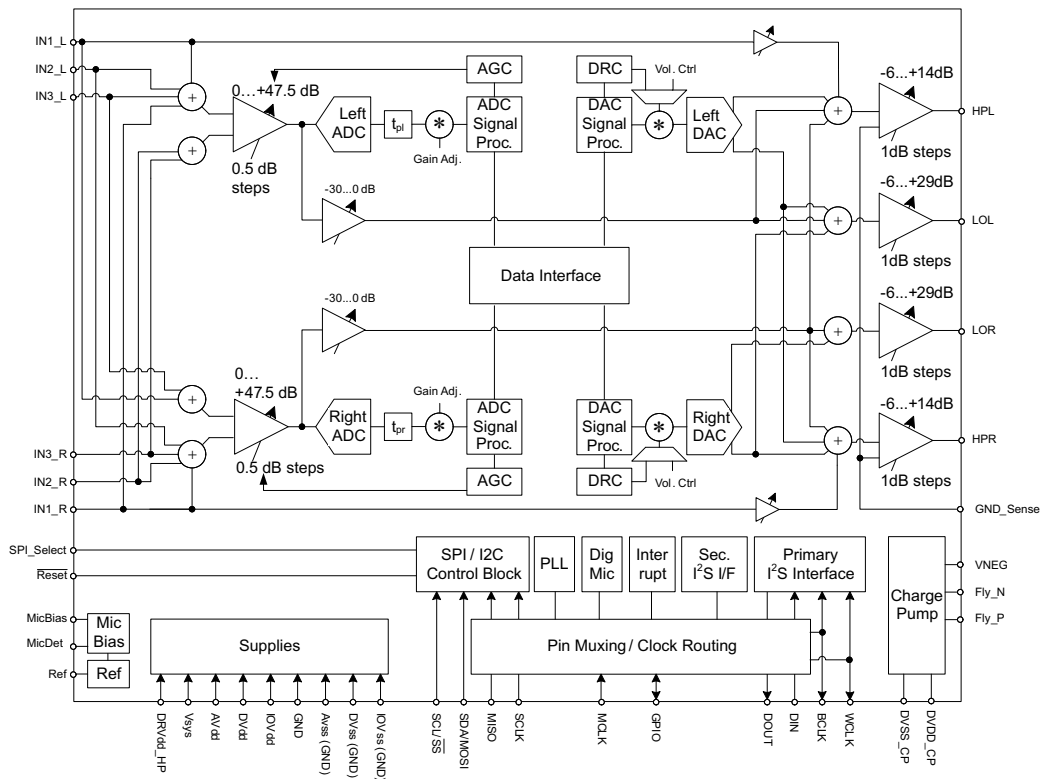 IN1_L
IN2_L
IN3_L
0…+47.5 dB
0.5 dB
steps
Left
ADC
tpl
*
Gain Adj.
AGC
ADC
Signal
Proc.
DRC
Vol. Ctrl
DAC
Signal
Proc.
*
Left
DAC
+
+
+
-6...+14dB
1dB steps
HPL
-30...0 dB
+
-6...+29dB
1dB steps
LOL
Data Interface
-30...0 dB
+
-6...+29dB
1dB steps
LOR
0…
+47.5 dB
0.5 dB steps
+
+
Right
ADC
tpr
*
Gain Adj.
ADC
Signal
Proc.
AGC
DAC
Signal
Proc.
DRC
*
Vol. Ctrl
Right
DAC
+
-6...+14dB
1dB steps
HPR
IN3_R
IN2_R
IN1_R
GND_Sense
SPI_Select
Reset
SPI / I2C
Control Block
PLL
Dig
Mic
Inter
rupt
Sec.
I2S I/F
Primary
I2S Interface
Charge
Pump
VNEG
Fly_N
Fly_P
MicBias
MicDet
Ref
Mic
Bias
Ref
Supplies
Pin Muxing / Clock Routing
DRVdd_HP
Vsys
AVdd
DVdd
IOVdd
GND
AVss (GND)
DVss (GND)
IOVss (GND)
SCL/SS
SDA/MOSI
MISO
SCLK
MCLK
GPIO
DOUT
DIN
BCLK
WCLK
DVSS_CP
DVDD_CP